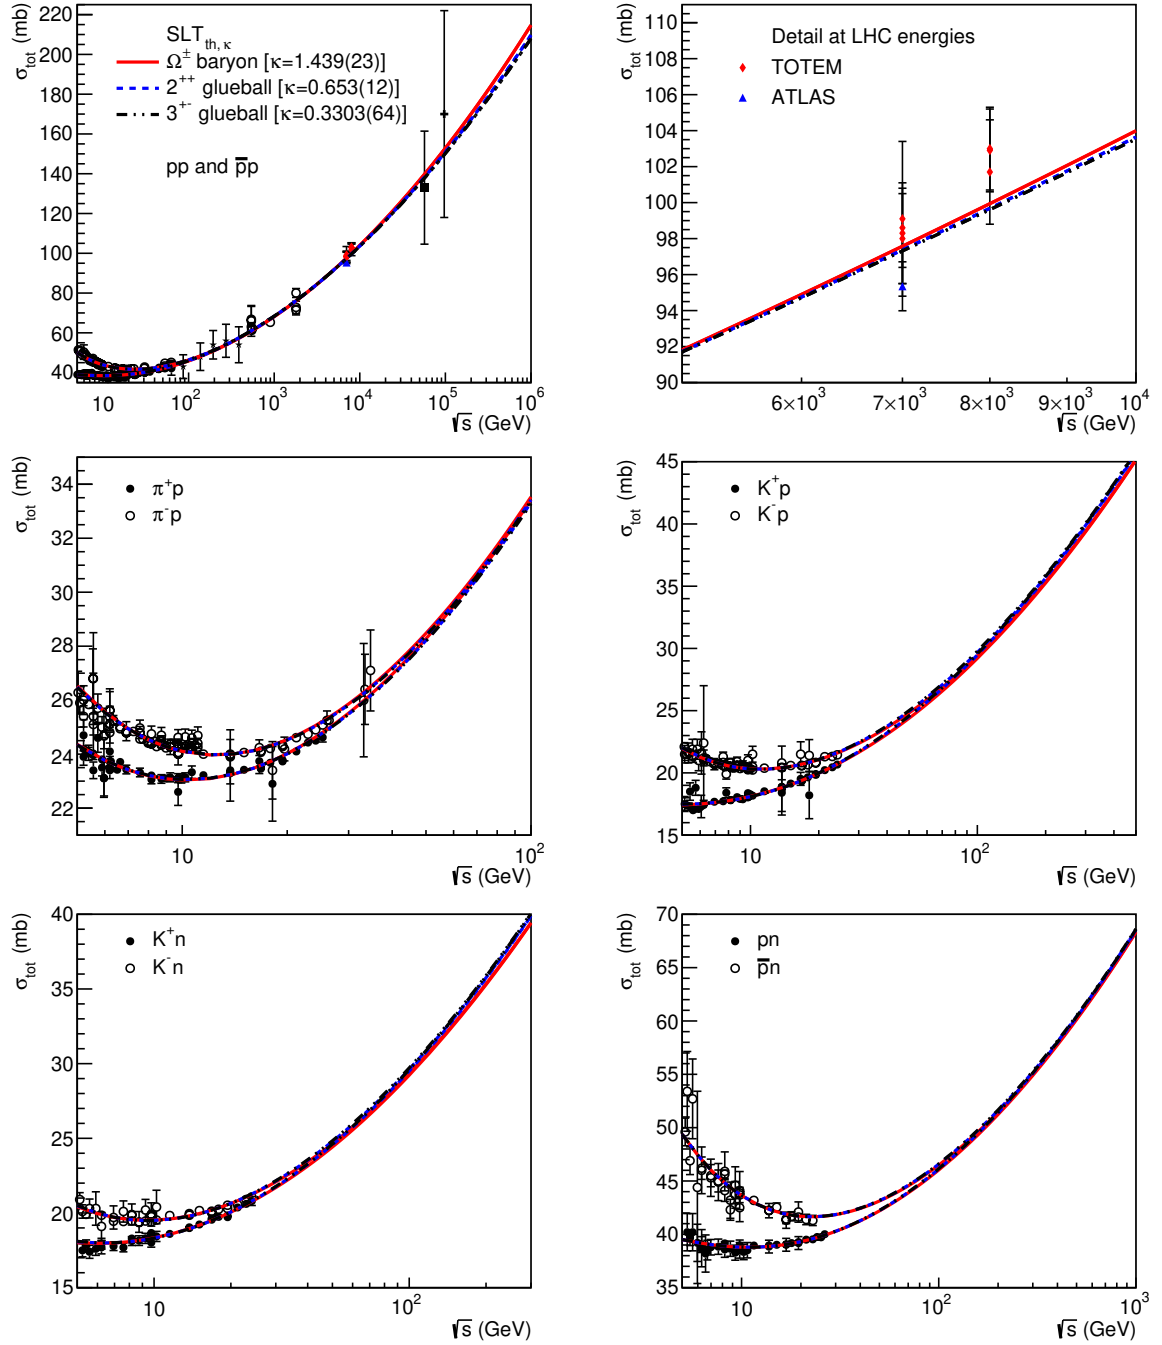 σtot (mb)
220
200
180
160
140
120
100
80
60
40
SLTth, κ
Ω± baryon [κ=1.439(23)]
2++ glueball [κ=0.653(12)]
3+- glueball [κ=0.3303(64)]
pp and p̅p
10 10² 10³ 10⁴ 10⁵ 10⁶
√s (GeV)
σtot (mb)
110
108
106
104
102
100
98
96
94
92
90
Detail at LHC energies
TOTEM
ATLAS
6×10³ 7×10³ 8×10³ 9×10³ 10⁴
√s (GeV)
σtot (mb)
34
32
30
28
26
24
22
π⁺p
π⁻p
10 10²
√s (GeV)
σtot (mb)
45
40
35
30
25
20
15
K⁺p
K⁻p
10 10²
√s (GeV)
σtot (mb)
40
35
30
25
20
15
K⁺n
K⁻n
10 10²
√s (GeV)
σtot (mb)
70
65
60
55
50
45
40
35
pn
p̅n
10 10² 10³
√s (GeV)